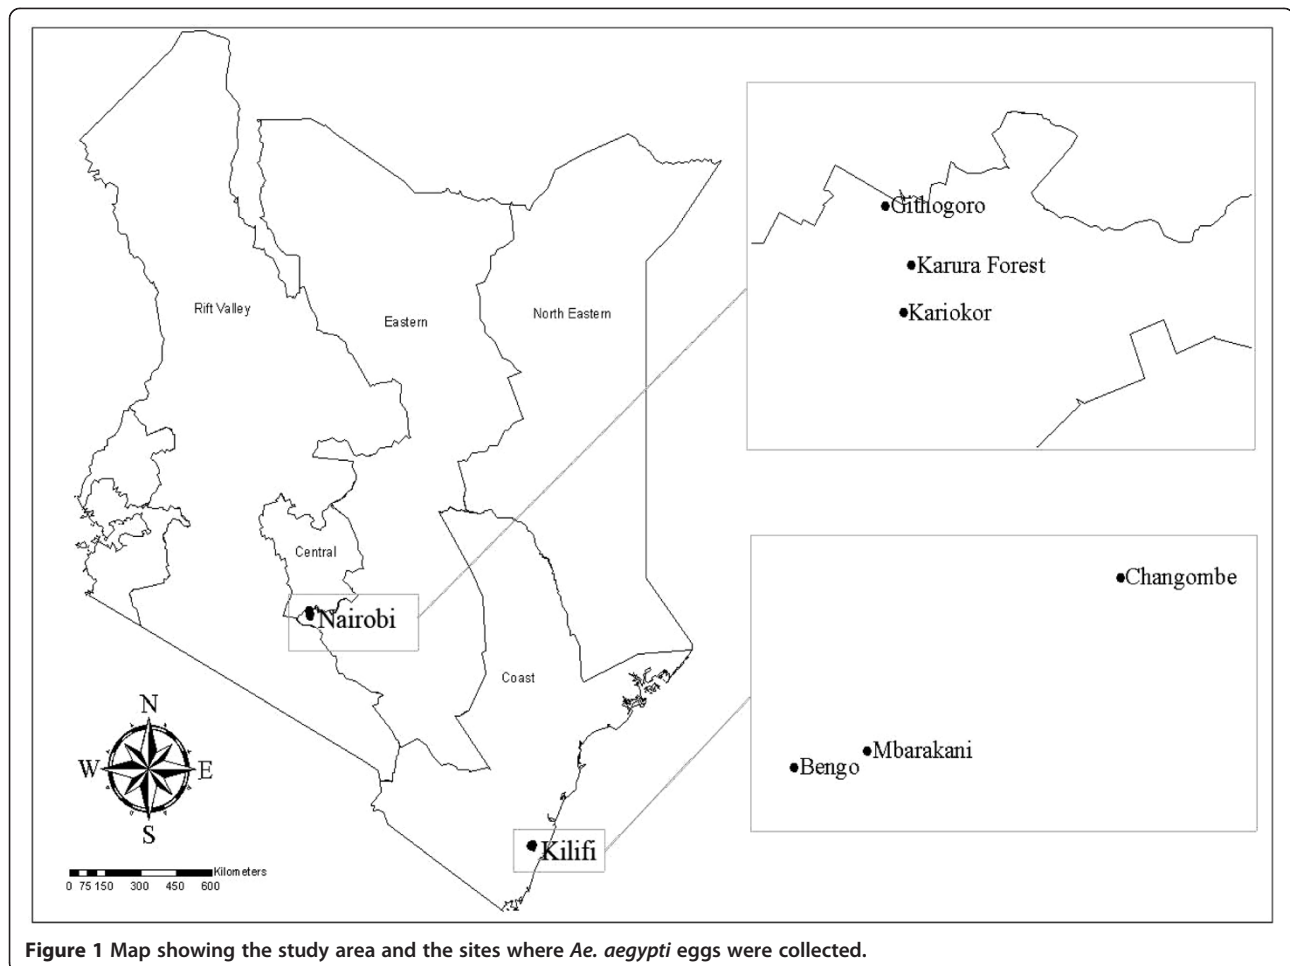 Githogoro
Karura Forest
Kariokor
Rift Valley
Eastern
North Eastern
Central
Nairobi
Coast
Changombe
Mbarakani
Bengo
N
W E
S
Kilifi
Kilometers
0 75 150 300 450 600
Figure 1 Map showing the study area and the sites where Ae. aegypti eggs were collected.